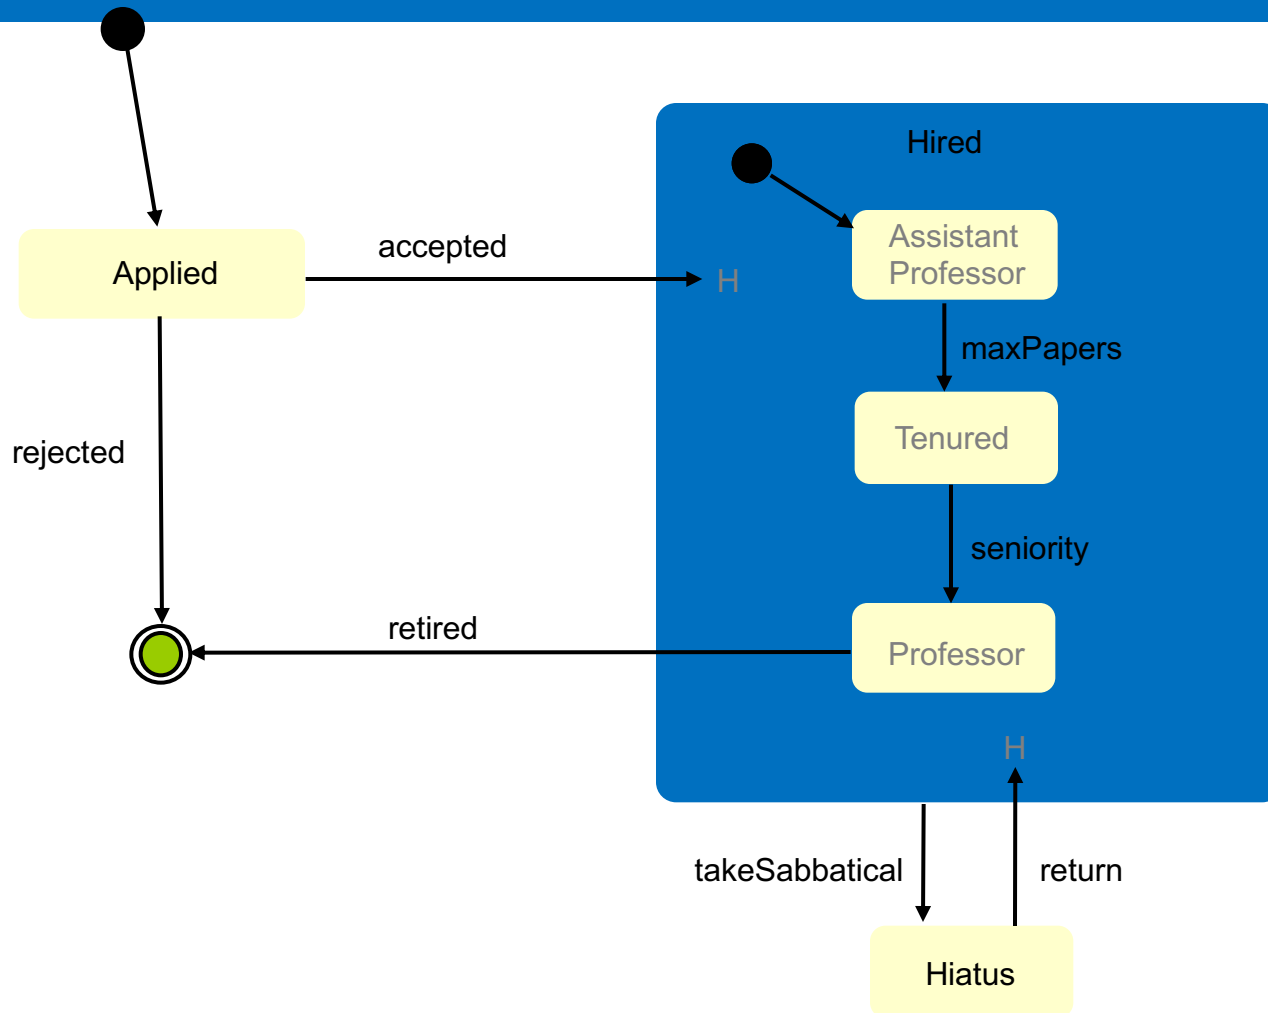 Hired
Assistant
Professor
accepted
Applied
H
maxPapers
Tenured
rejected
seniority
retired
Professor
H
takeSabbatical
return
Hiatus